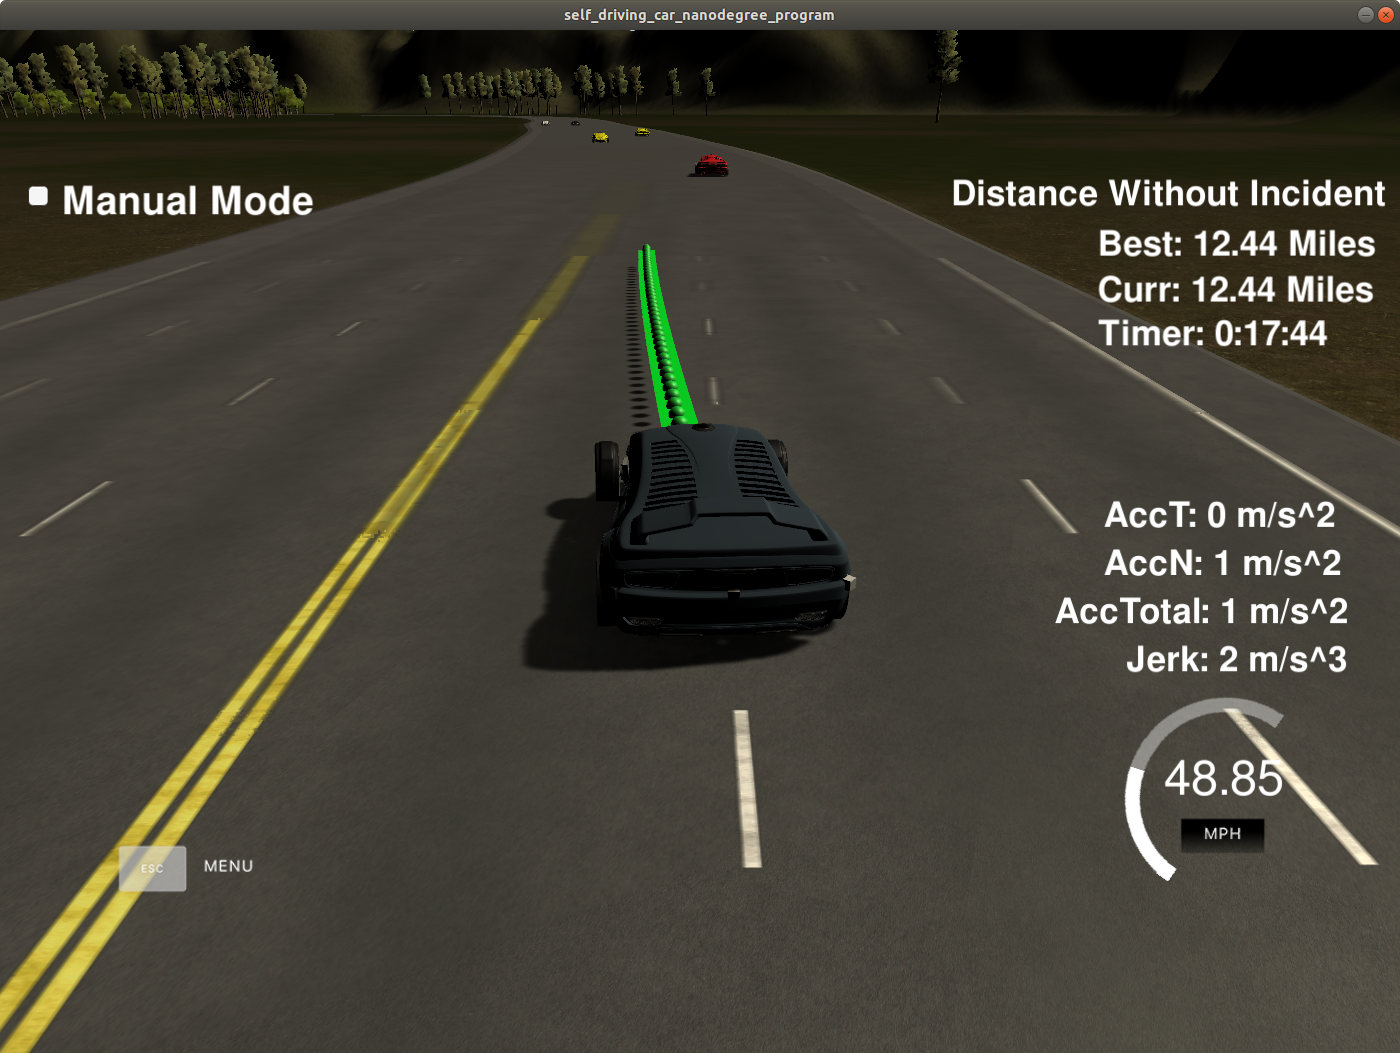 self_driving_car_nanodegree_program
Manual Mode
Distance Without Incident
Best: 12.44 Miles
Curr: 12.44 Miles
Timer: 0:17:44
AccT: 0 m/s^2
AccN: 1 m/s^2
AccTotal: 1 m/s^2
Jerk: 2 m/s^3
48.85
MPH
ESC MENU